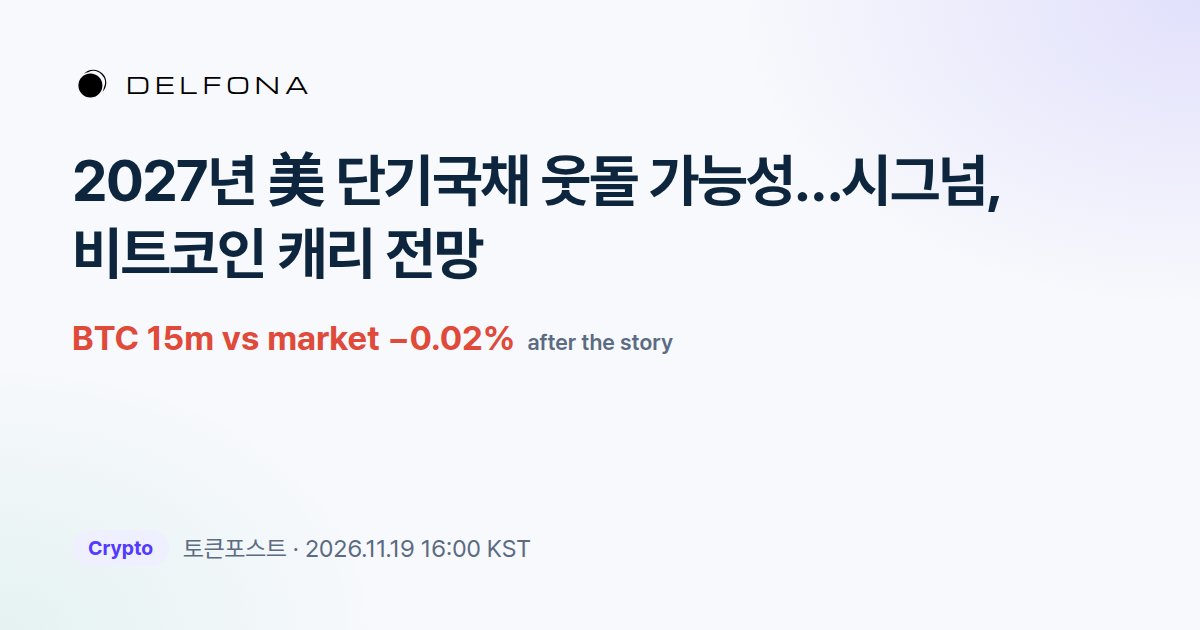 DELFONA
2027년 美 단기국채 웃돌 가능성…시그넘,
비트코인 캐리 전망
BTC 15m vs market −0.02% after the story
Crypto 토큰포스트 · 2026.11.19 16:00 KST